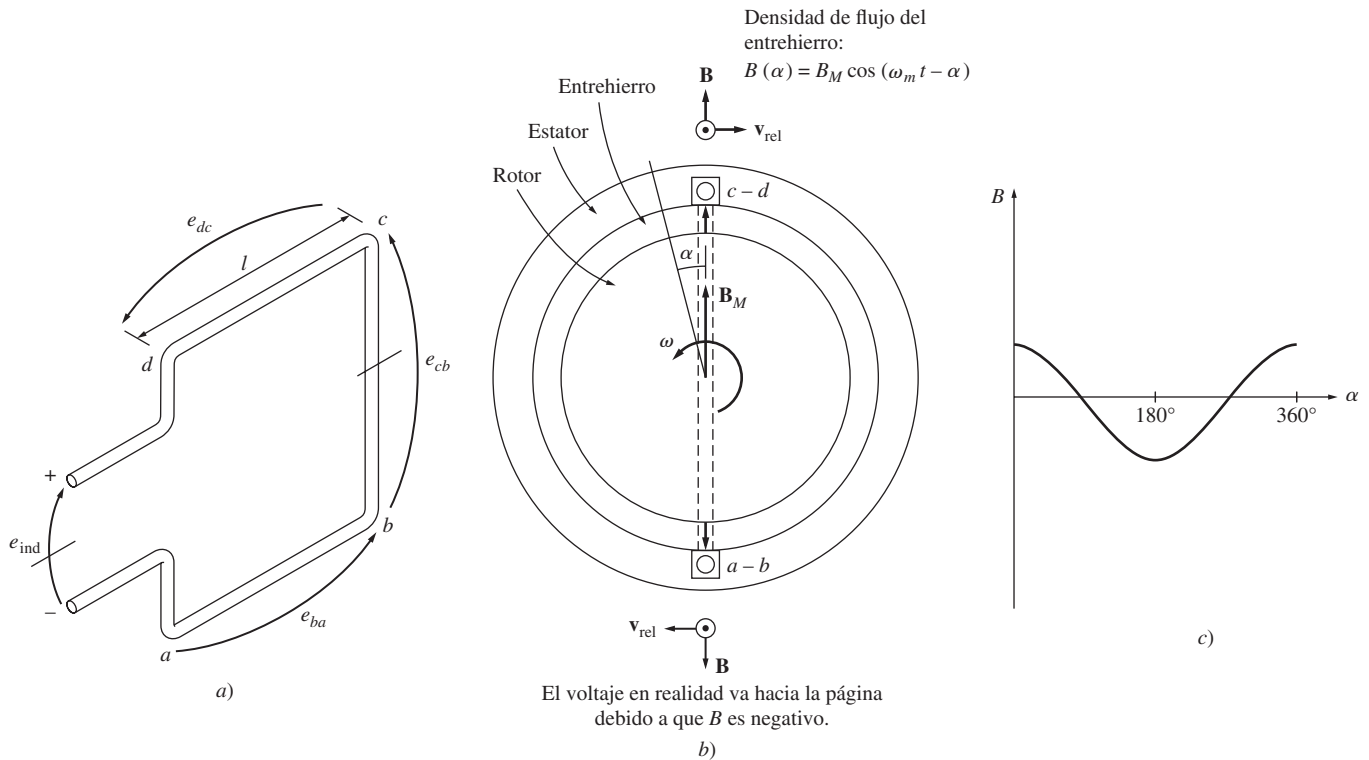 Densidad de flujo del
entrehierro:
B (α) = B_M cos (ω_m t – α)
B
v_rel
Entrehierro
Estator
Rotor
c – d
α
B_M
ω
a – b
v_rel
B
El voltaje en realidad va hacia la página
debido a que B es negativo.
b)
e_dc
c
l
d
e_cb
+
e_ind
–
b
e_ba
a
a)
B
180°
360°
α
c)